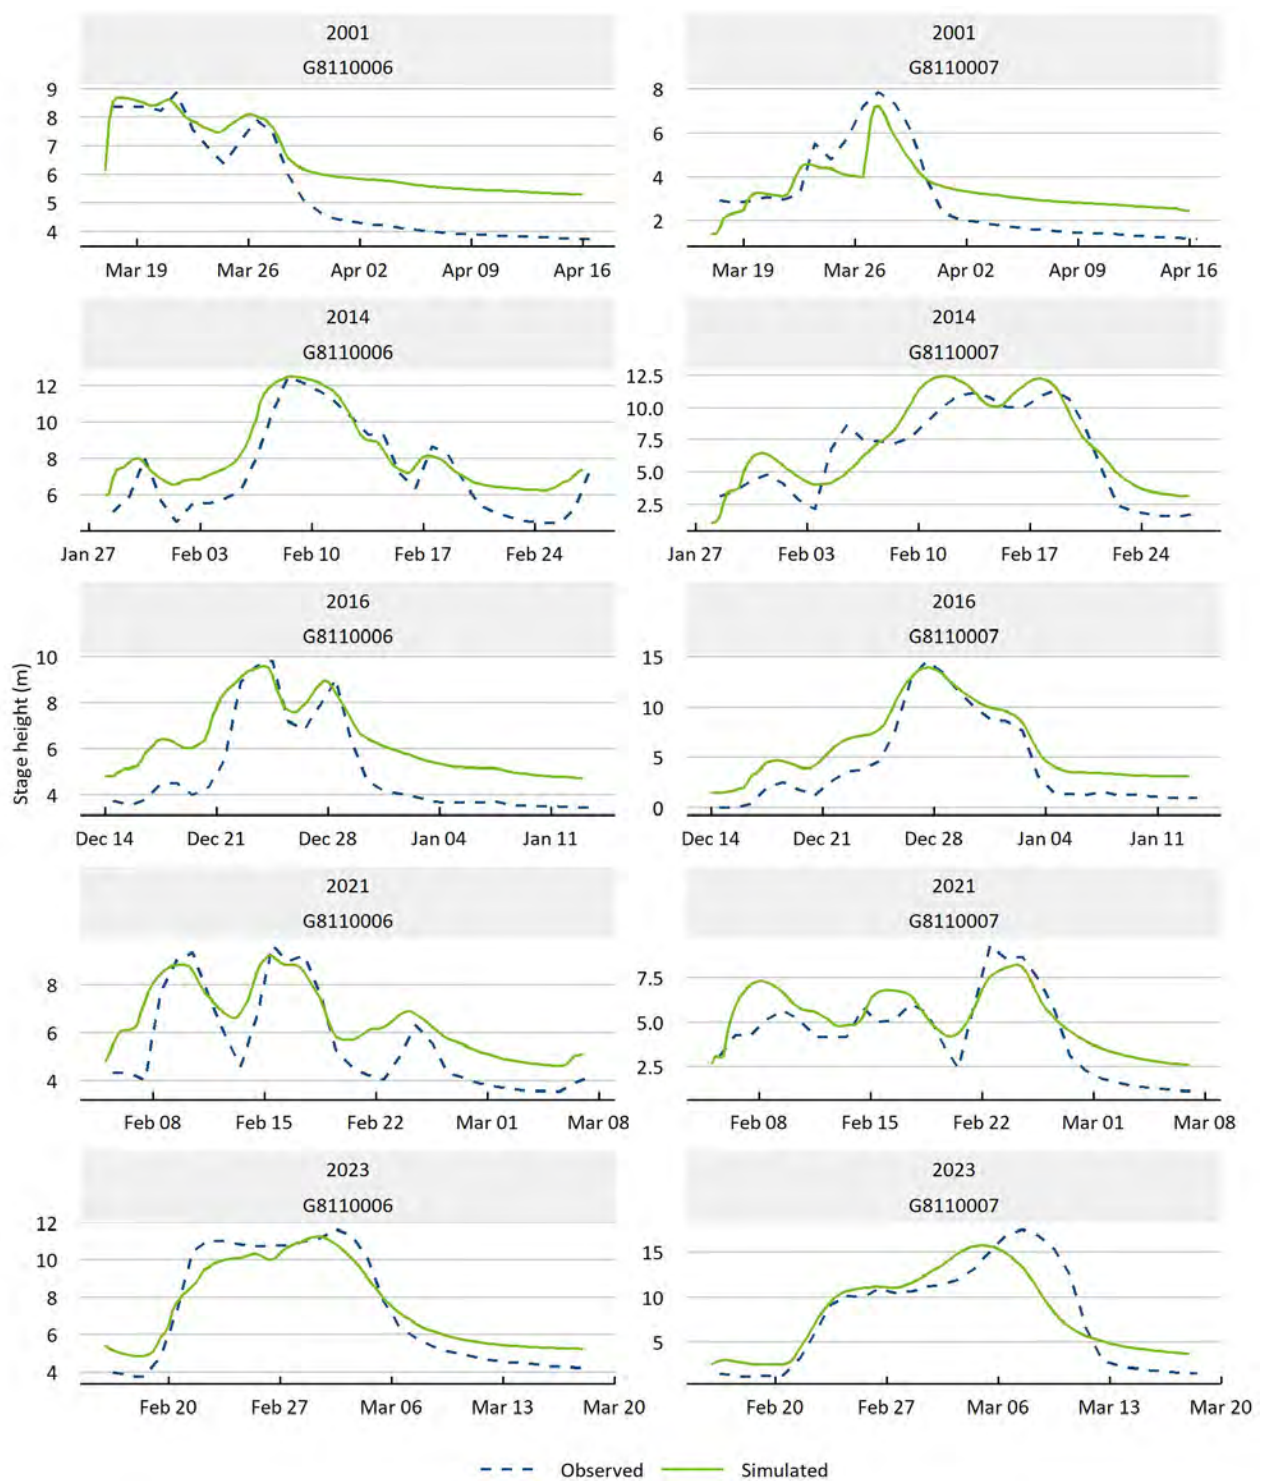 2001
G8110006
9
8
7
6
5
4
Mar 19 Mar 26 Apr 02 Apr 09 Apr 16
2001
G8110007
8
6
4
2
Mar 19 Mar 26 Apr 02 Apr 09 Apr 16
2014
G8110006
12
10
8
6
Jan 27 Feb 03 Feb 10 Feb 17 Feb 24
2014
G8110007
12.5
10.0
7.5
5.0
2.5
Jan 27 Feb 03 Feb 10 Feb 17 Feb 24
Stage height (m)
2016
G8110006
10
8
6
4
Dec 14 Dec 21 Dec 28 Jan 04 Jan 11
2016
G8110007
15
10
5
0
Dec 14 Dec 21 Dec 28 Jan 04 Jan 11
2021
G8110006
8
6
4
Feb 08 Feb 15 Feb 22 Mar 01 Mar 08
2021
G8110007
7.5
5.0
2.5
Feb 08 Feb 15 Feb 22 Mar 01 Mar 08
2023
G8110006
12
10
8
6
4
Feb 20 Feb 27 Mar 06 Mar 13 Mar 20
2023
G8110007
15
10
5
Feb 20 Feb 27 Mar 06 Mar 13 Mar 20
Observed Simulated